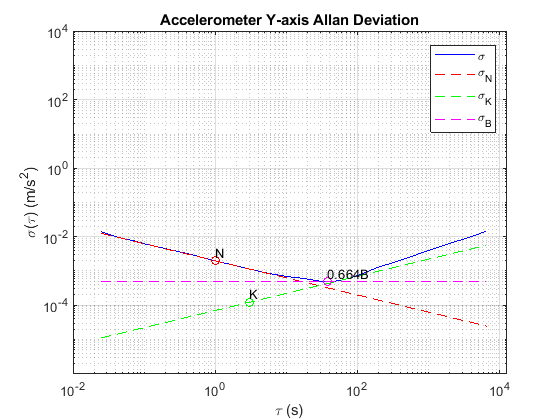 Accelerometer Y-axis Allan Deviation
10^4
10^2
10^0
10^-2
10^-4
σ(τ) (m/s^2)
σ
σ_N
σ_K
σ_B
N
0.664B
K
10^-2
10^0
10^2
10^4
τ (s)